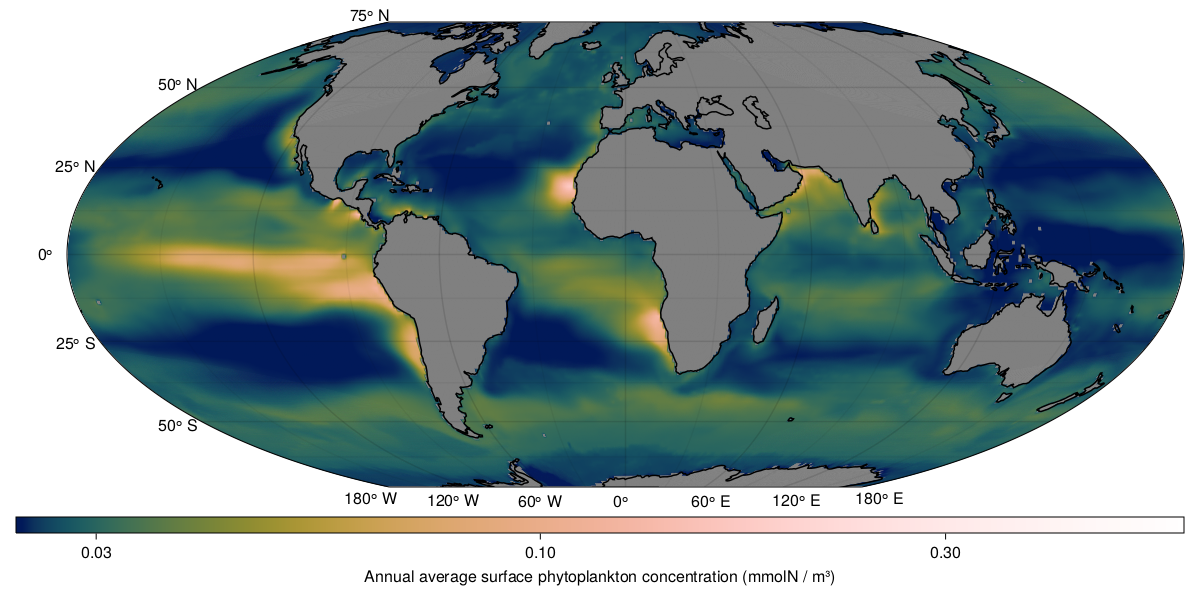 75° N
50° N
25° N
0°
25° S
50° S
180° W 120° W 60° W 0° 60° E 120° E 180° E
0.03 0.10 0.30
Annual average surface phytoplankton concentration (mmolN / m³)